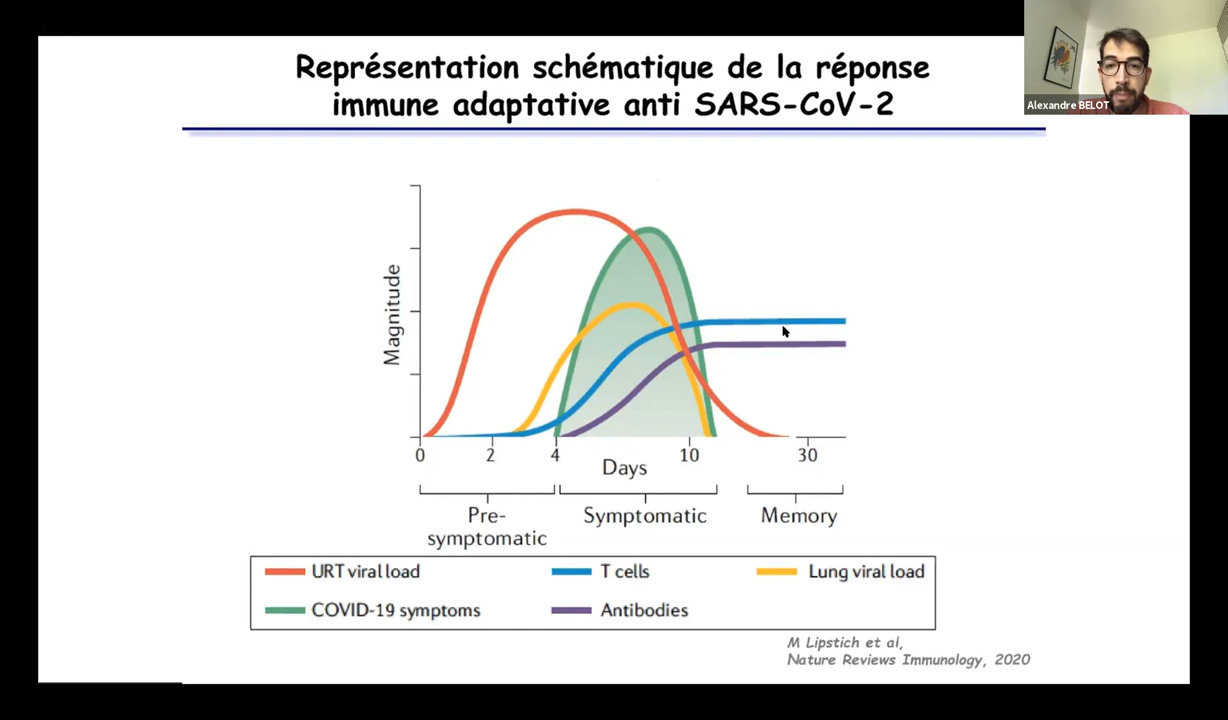 Représentation schématique de la réponse
immune adaptative anti SARS-CoV-2
Alexandre BELOT
Magnitude
0 2 4 10 30
Days
Pre-
symptomatic
Symptomatic
Memory
URT viral load
T cells
Lung viral load
COVID-19 symptoms
Antibodies
M Lipstich et al,
Nature Reviews Immunology, 2020